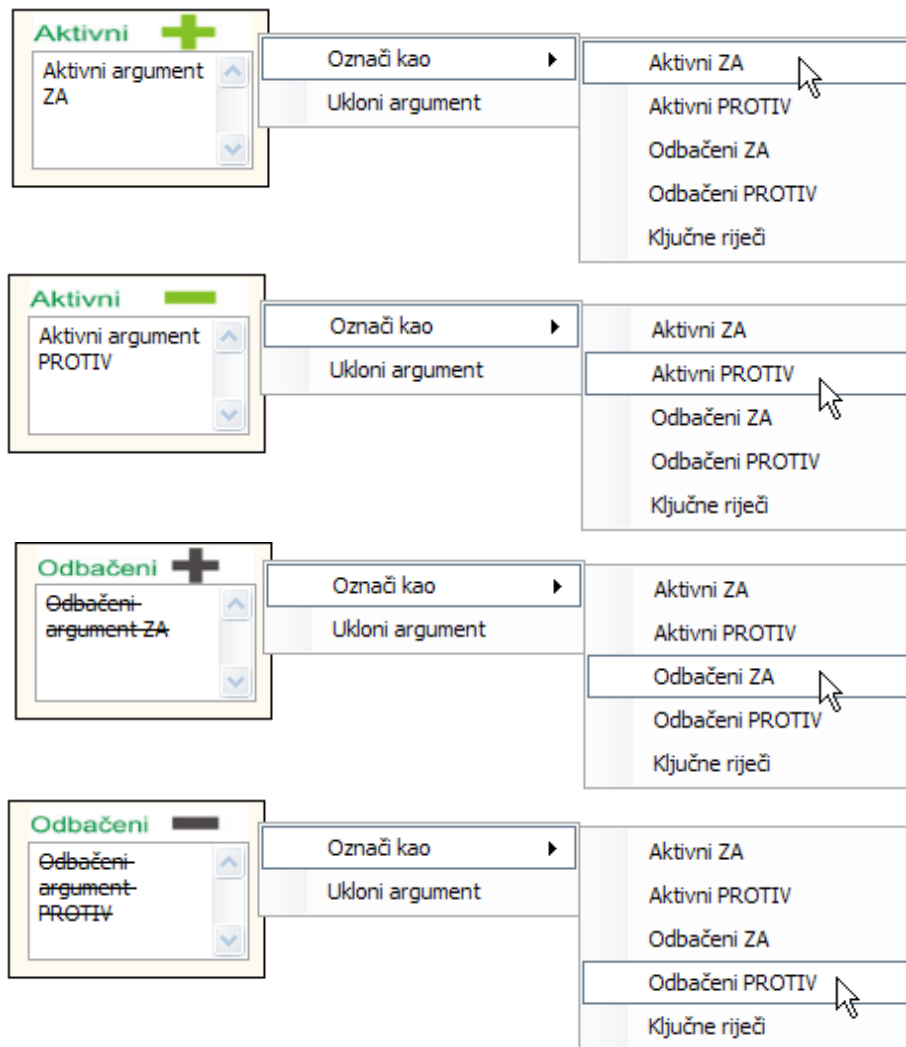 Aktivni
Aktivni argument
ZA
Označi kao
Ukloni argument
Aktivni ZA
Aktivni PROTIV
Odbačeni ZA
Odbačeni PROTIV
Ključne riječi
Aktivni
Aktivni argument
PROTIV
Označi kao
Ukloni argument
Aktivni ZA
Aktivni PROTIV
Odbačeni ZA
Odbačeni PROTIV
Ključne riječi
Odbačeni
Odbačeni
argument ZA
Označi kao
Ukloni argument
Aktivni ZA
Aktivni PROTIV
Odbačeni ZA
Odbačeni PROTIV
Ključne riječi
Odbačeni
Odbačeni
argument
PROTIV
Označi kao
Ukloni argument
Aktivni ZA
Aktivni PROTIV
Odbačeni ZA
Odbačeni PROTIV
Ključne riječi